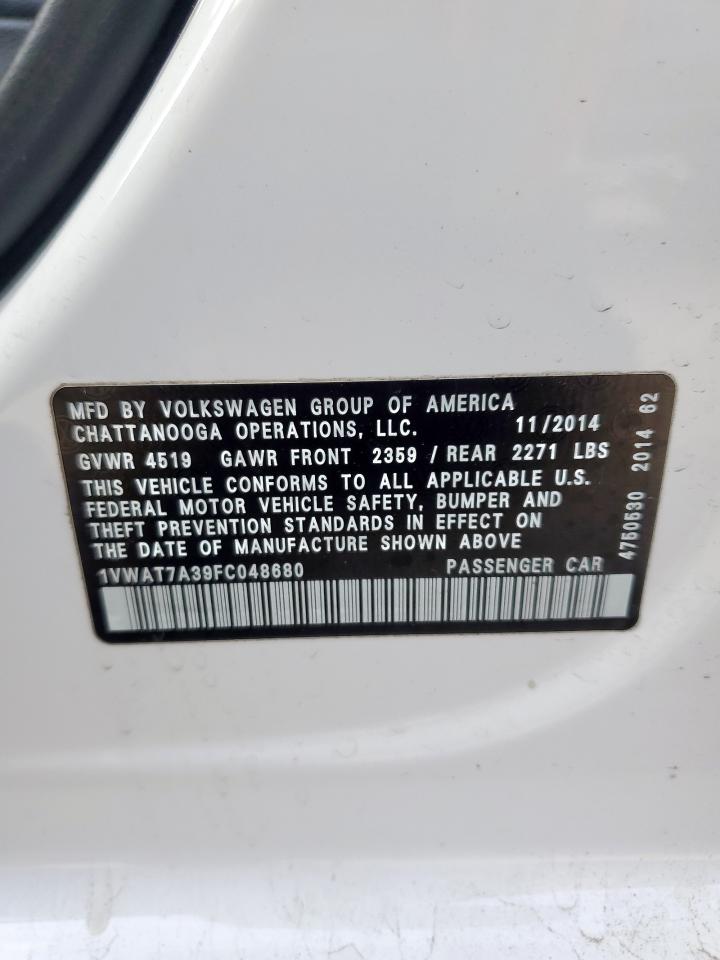 MFD BY VOLKSWAGEN GROUP OF AMERICA
CHATTANOOGA OPERATIONS, LLC. 11/2014
GVWR 4519 GAWR FRONT 2359 / REAR 2271 LBS
THIS VEHICLE CONFORMS TO ALL APPLICABLE U.S.
FEDERAL MOTOR VEHICLE SAFETY, BUMPER AND
THEFT PREVENTION STANDARDS IN EFFECT ON
THE DATE OF MANUFACTURE SHOWN ABOVE
1VWAT7A39FC048680 PASSENGER CAR
4750530 2014 62